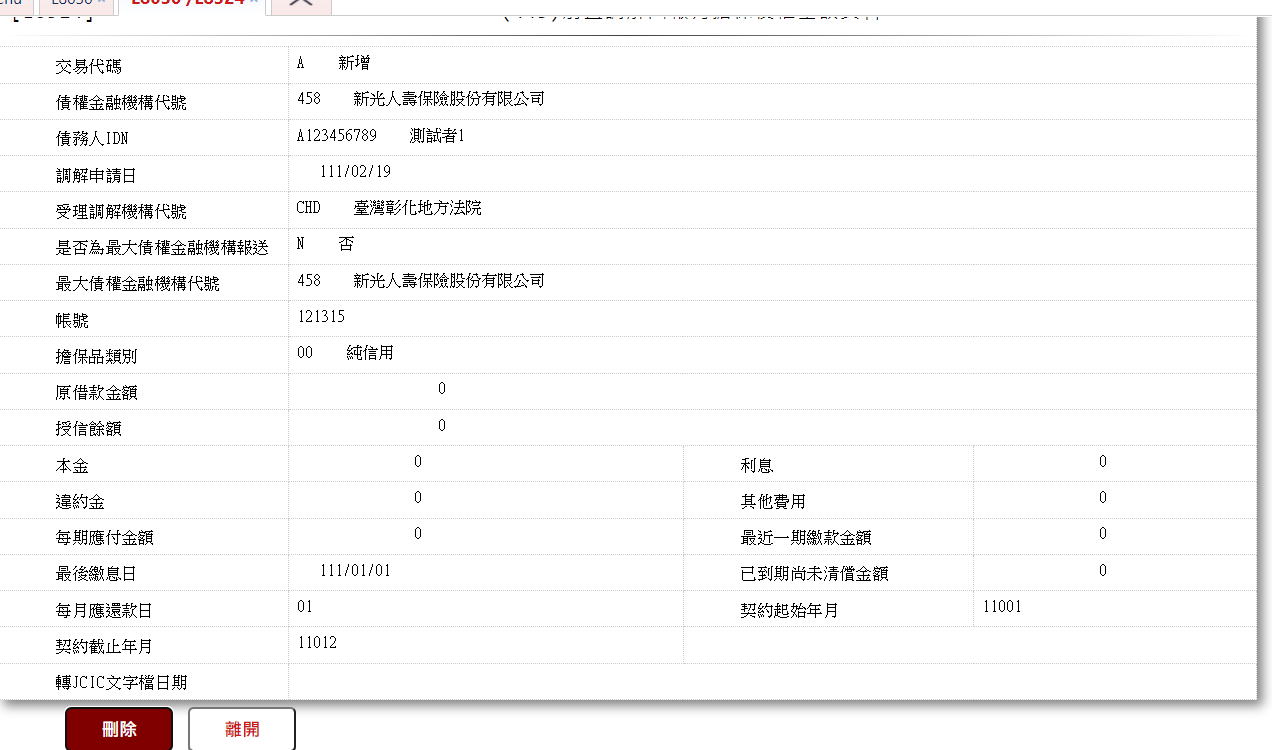 L8030 ×
L8030 /L8324 ×
交易代碼 A 新增
債權金融機構代號 458 新光人壽保險股份有限公司
債務人IDN A123456789 測試者1
調解申請日 111/02/19
受理調解機構代號 CHD 臺灣彰化地方法院
是否為最大債權金融機構報送 N 否
最大債權金融機構代號 458 新光人壽保險股份有限公司
帳號 121315
擔保品類別 00 純信用
原借款金額 0
授信餘額 0
本金 0 利息 0
違約金 0 其他費用 0
每期應付金額 0 最近一期繳款金額 0
最後繳息日 111/01/01 已到期尚未清償金額 0
每月應還款日 01 契約起始年月 11001
契約截止年月 11012
轉JCIC文字檔日期
刪除 離開